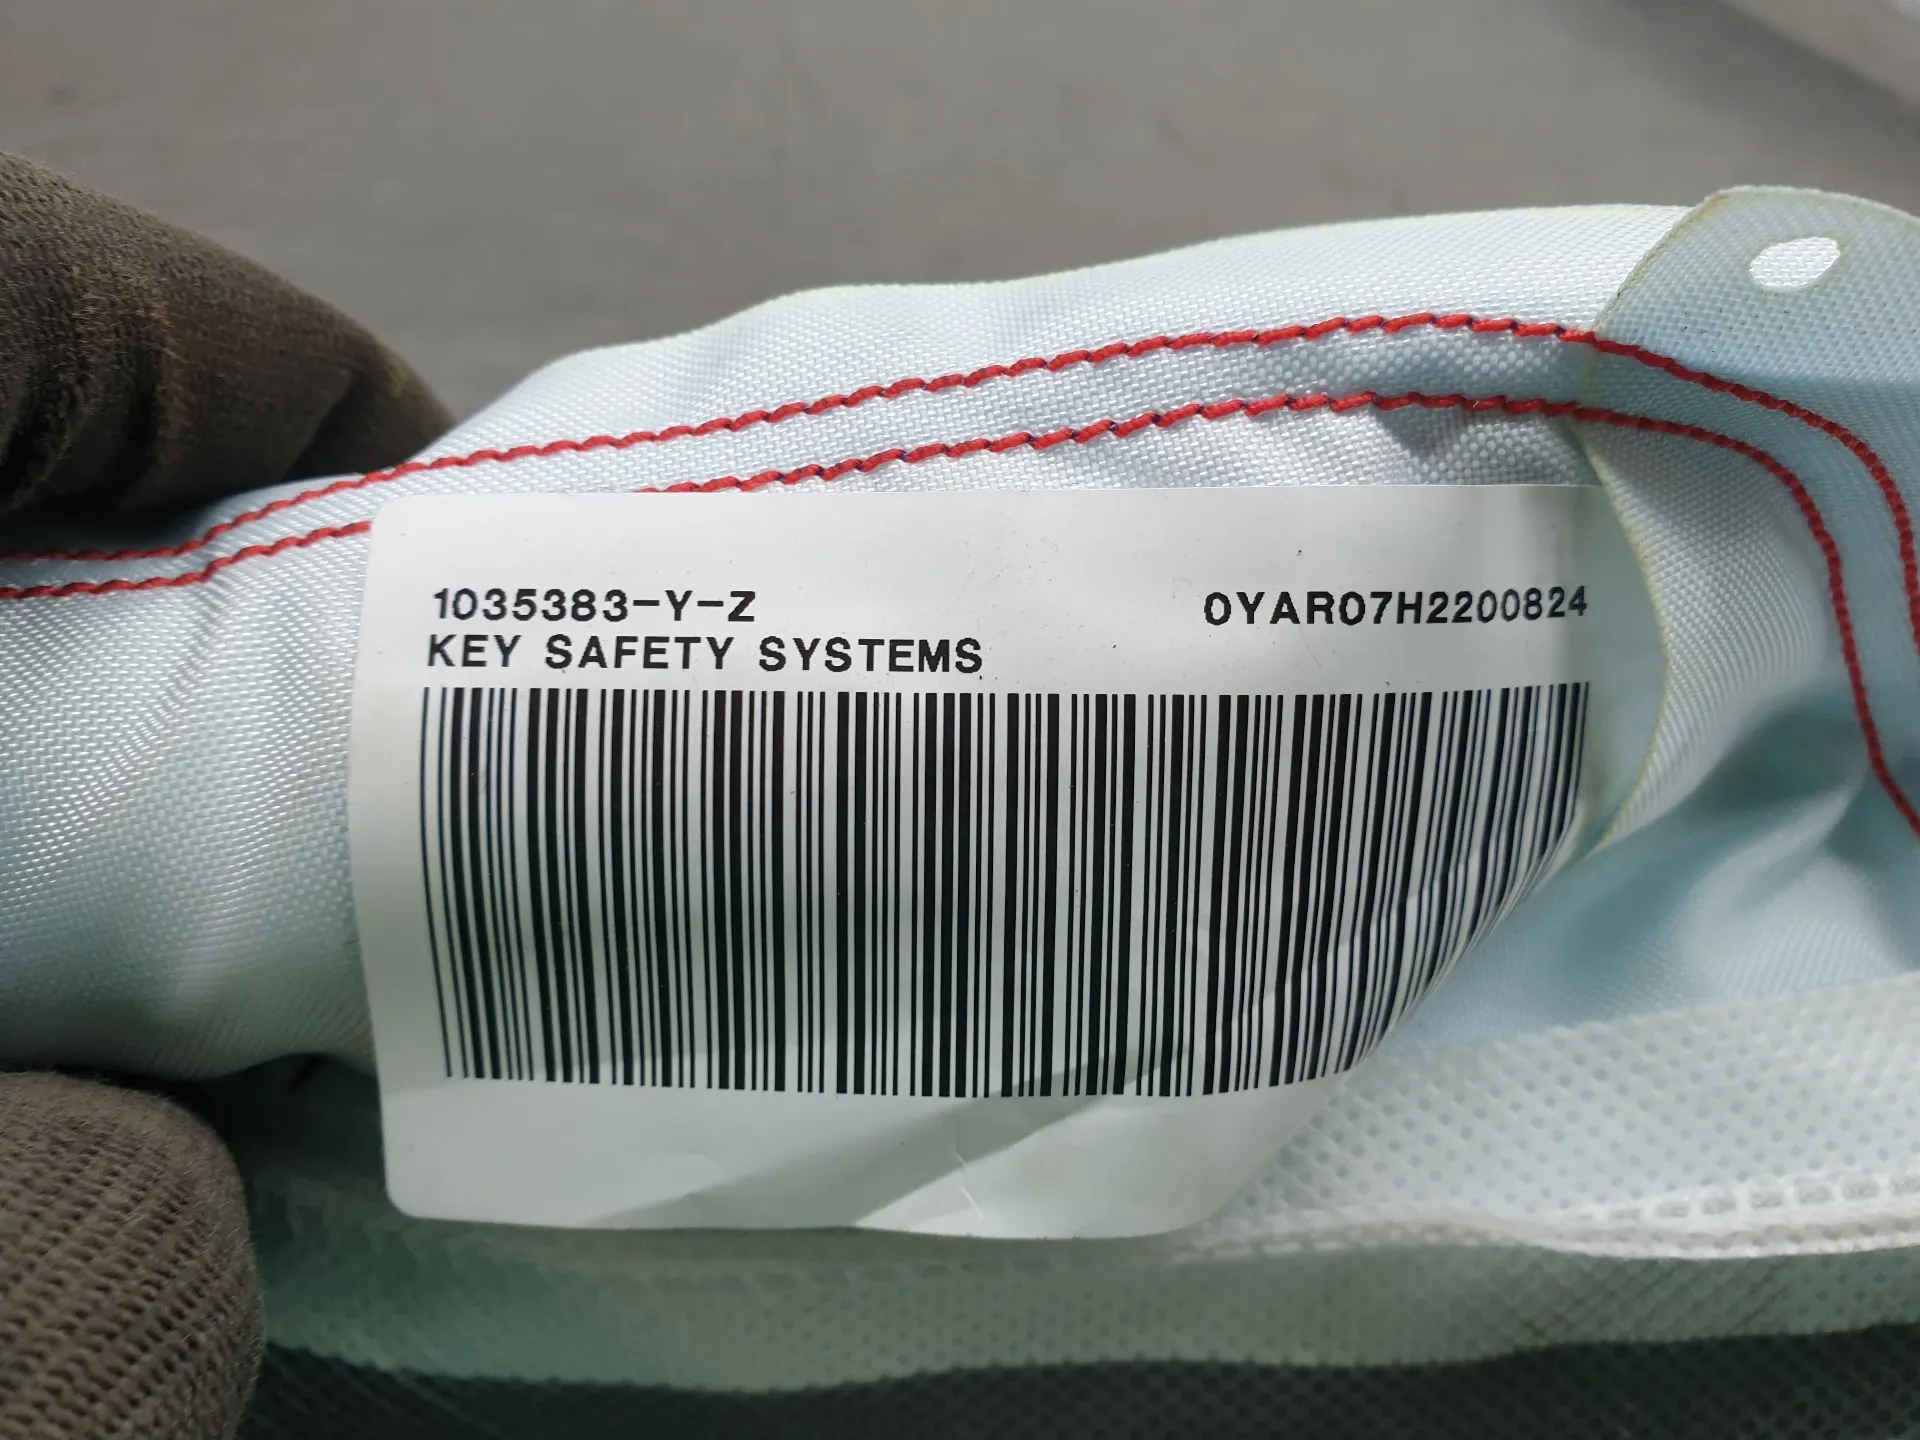 1035383-Y-Z 0YAR07H2200824
KEY SAFETY SYSTEMS